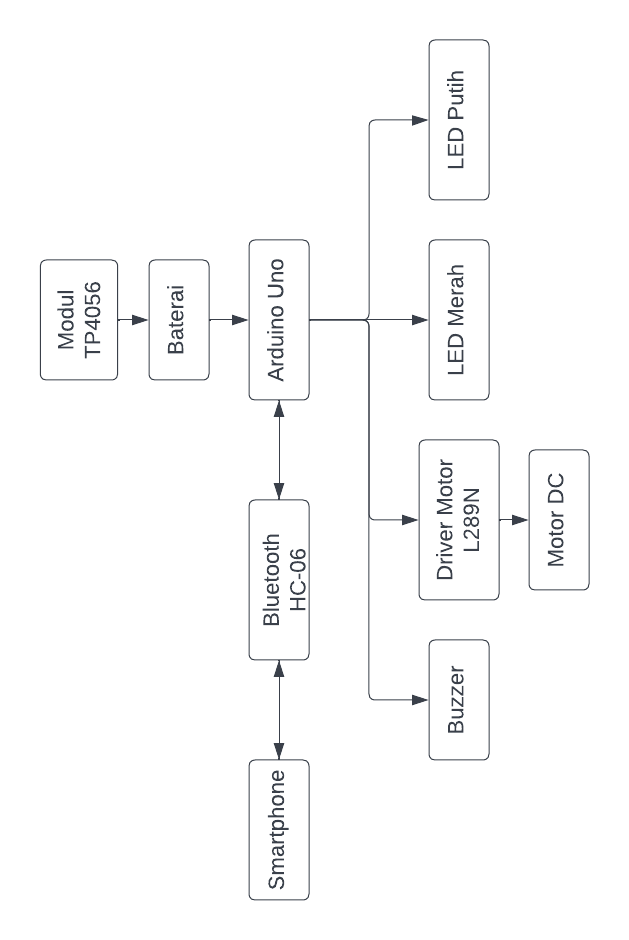 Modul
TP4056
Baterai
Arduino Uno
LED Putih
LED Merah
Driver Motor
L289N
Motor DC
Buzzer
Bluetooth
HC-06
Smartphone